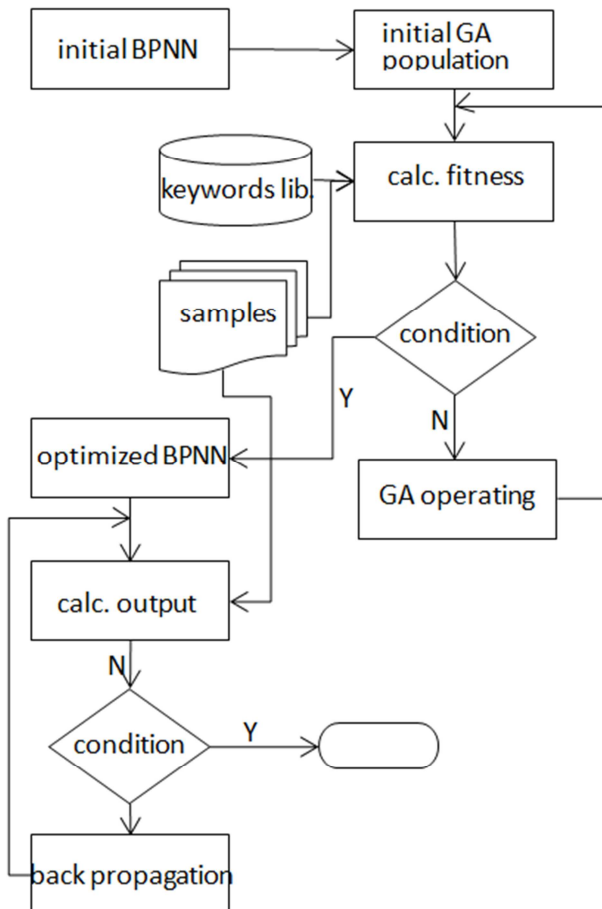 initial BPNN
initial GA
population
calc. fitness
keywords lib.
samples
condition
Y
N
optimized BPNN
GA operating
calc. output
N
condition
Y
back propagation